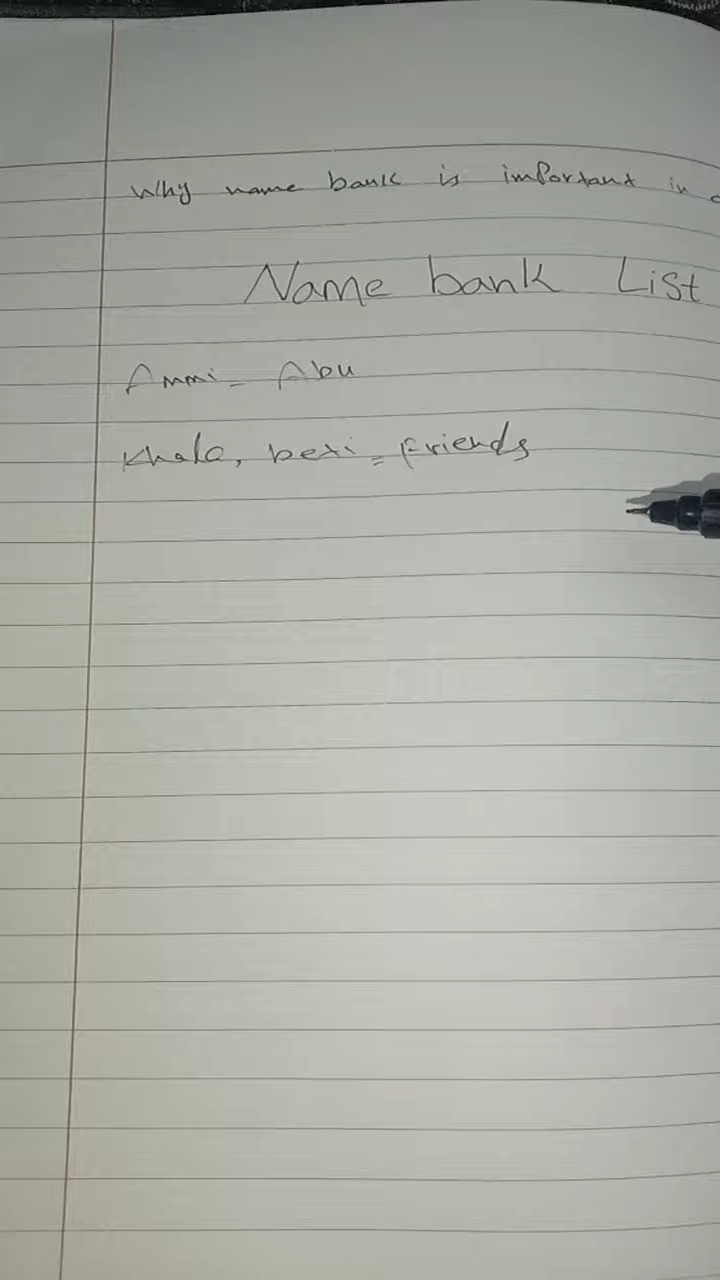 Why name bank is important in
Name bank List
Ammi - Abu
Khala, beti = Friends